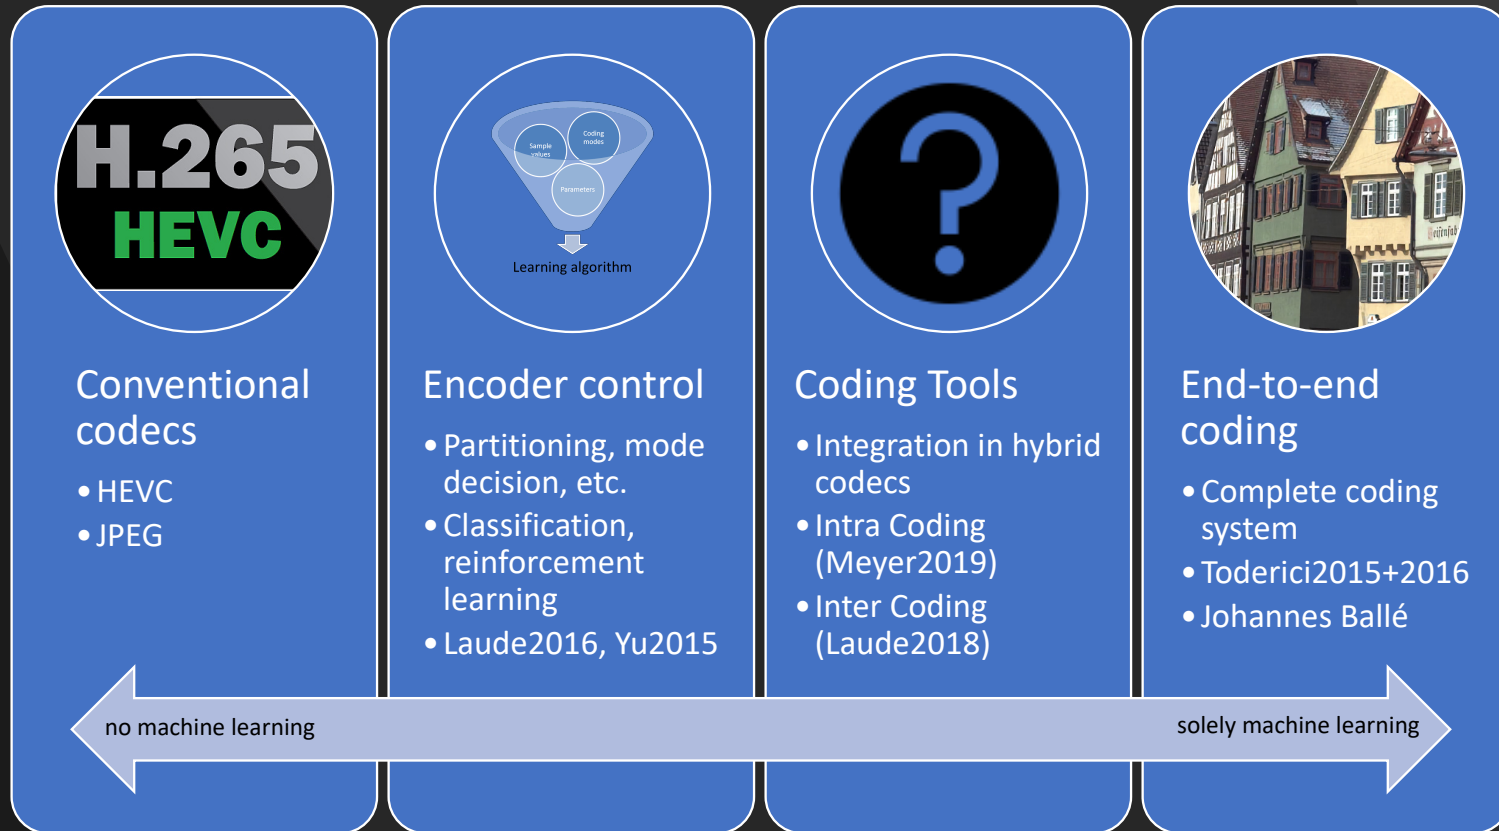 H.265
HEVC
Conventional
codecs
• HEVC
• JPEG
Sample
values
Coding
modes
Parameters
Learning algorithm
Encoder control
• Partitioning, mode
decision, etc.
• Classification,
reinforcement
learning
• Laude2016, Yu2015
?
Coding Tools
• Integration in hybrid
codecs
• Intra Coding
(Meyer2019)
• Inter Coding
(Laude2018)
End-to-end
coding
• Complete coding
system
• Toderici2015+2016
• Johannes Ballé
no machine learning
solely machine learning